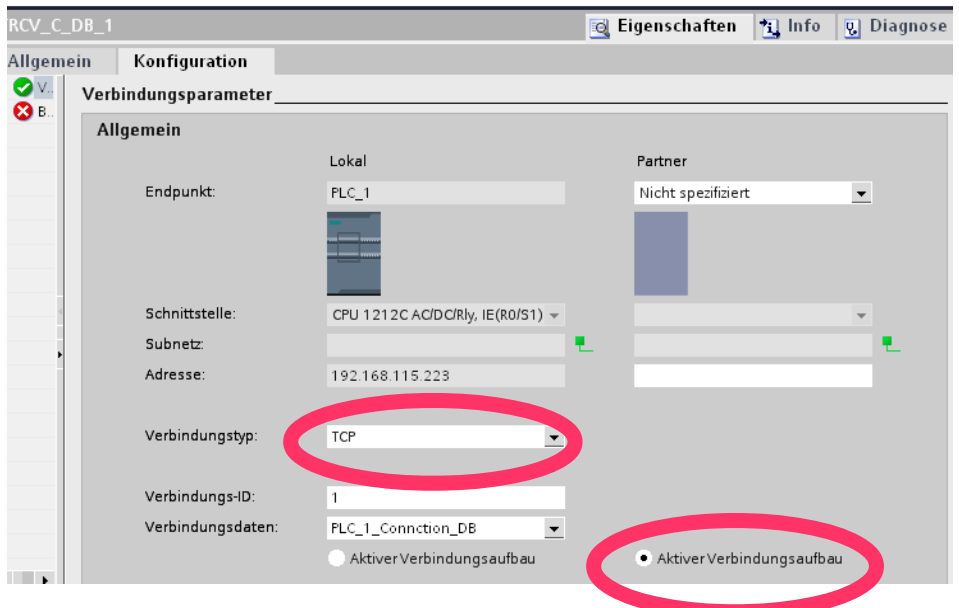 RCV_C_DB_1 Eigenschaften Info Diagnose
Allgemein Konfiguration
V..
B..
Verbindungsparameter
Allgemein
Lokal Partner
Endpunkt: PLC_1 Nicht spezifiziert
Schnittstelle: CPU 1212C AC/DC/Rly, IE(R0/S1)
Subnetz:
Adresse: 192.168.115.223
Verbindungstyp: TCP
Verbindungs-ID: 1
Verbindungsdaten: PLC_1_Connction_DB
Aktiver Verbindungsaufbau Aktiver Verbindungsaufbau